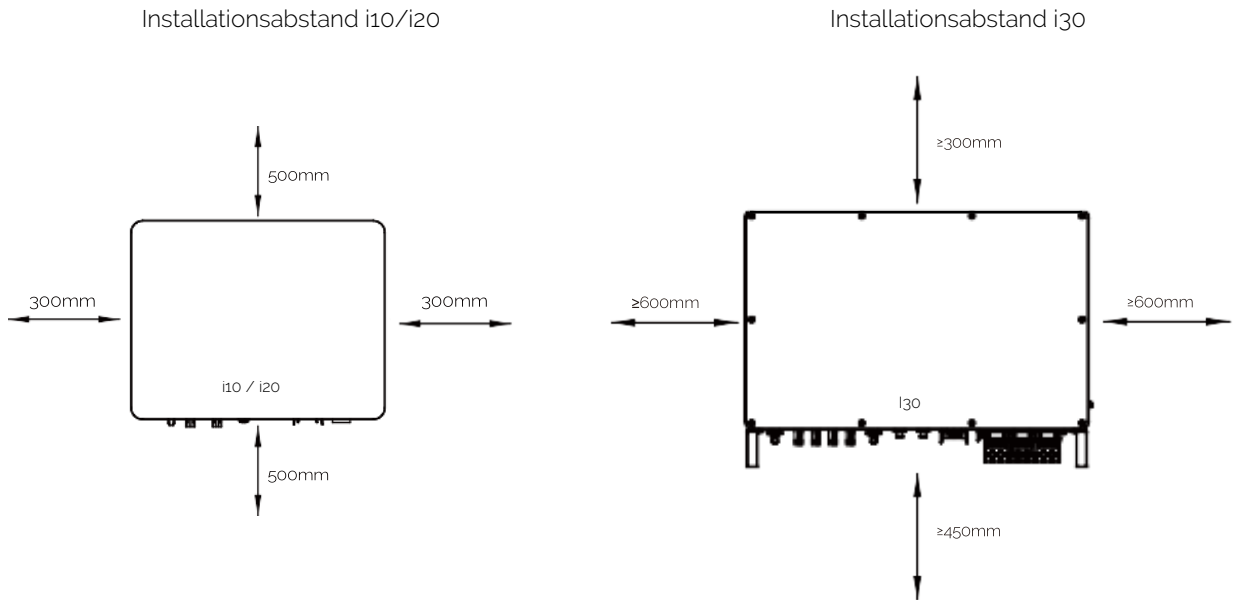 Installationsabstand i10/i20
500mm
300mm
300mm
i10 / i20
500mm
Installationsabstand i30
≥300mm
≥600mm
≥600mm
I30
≥450mm